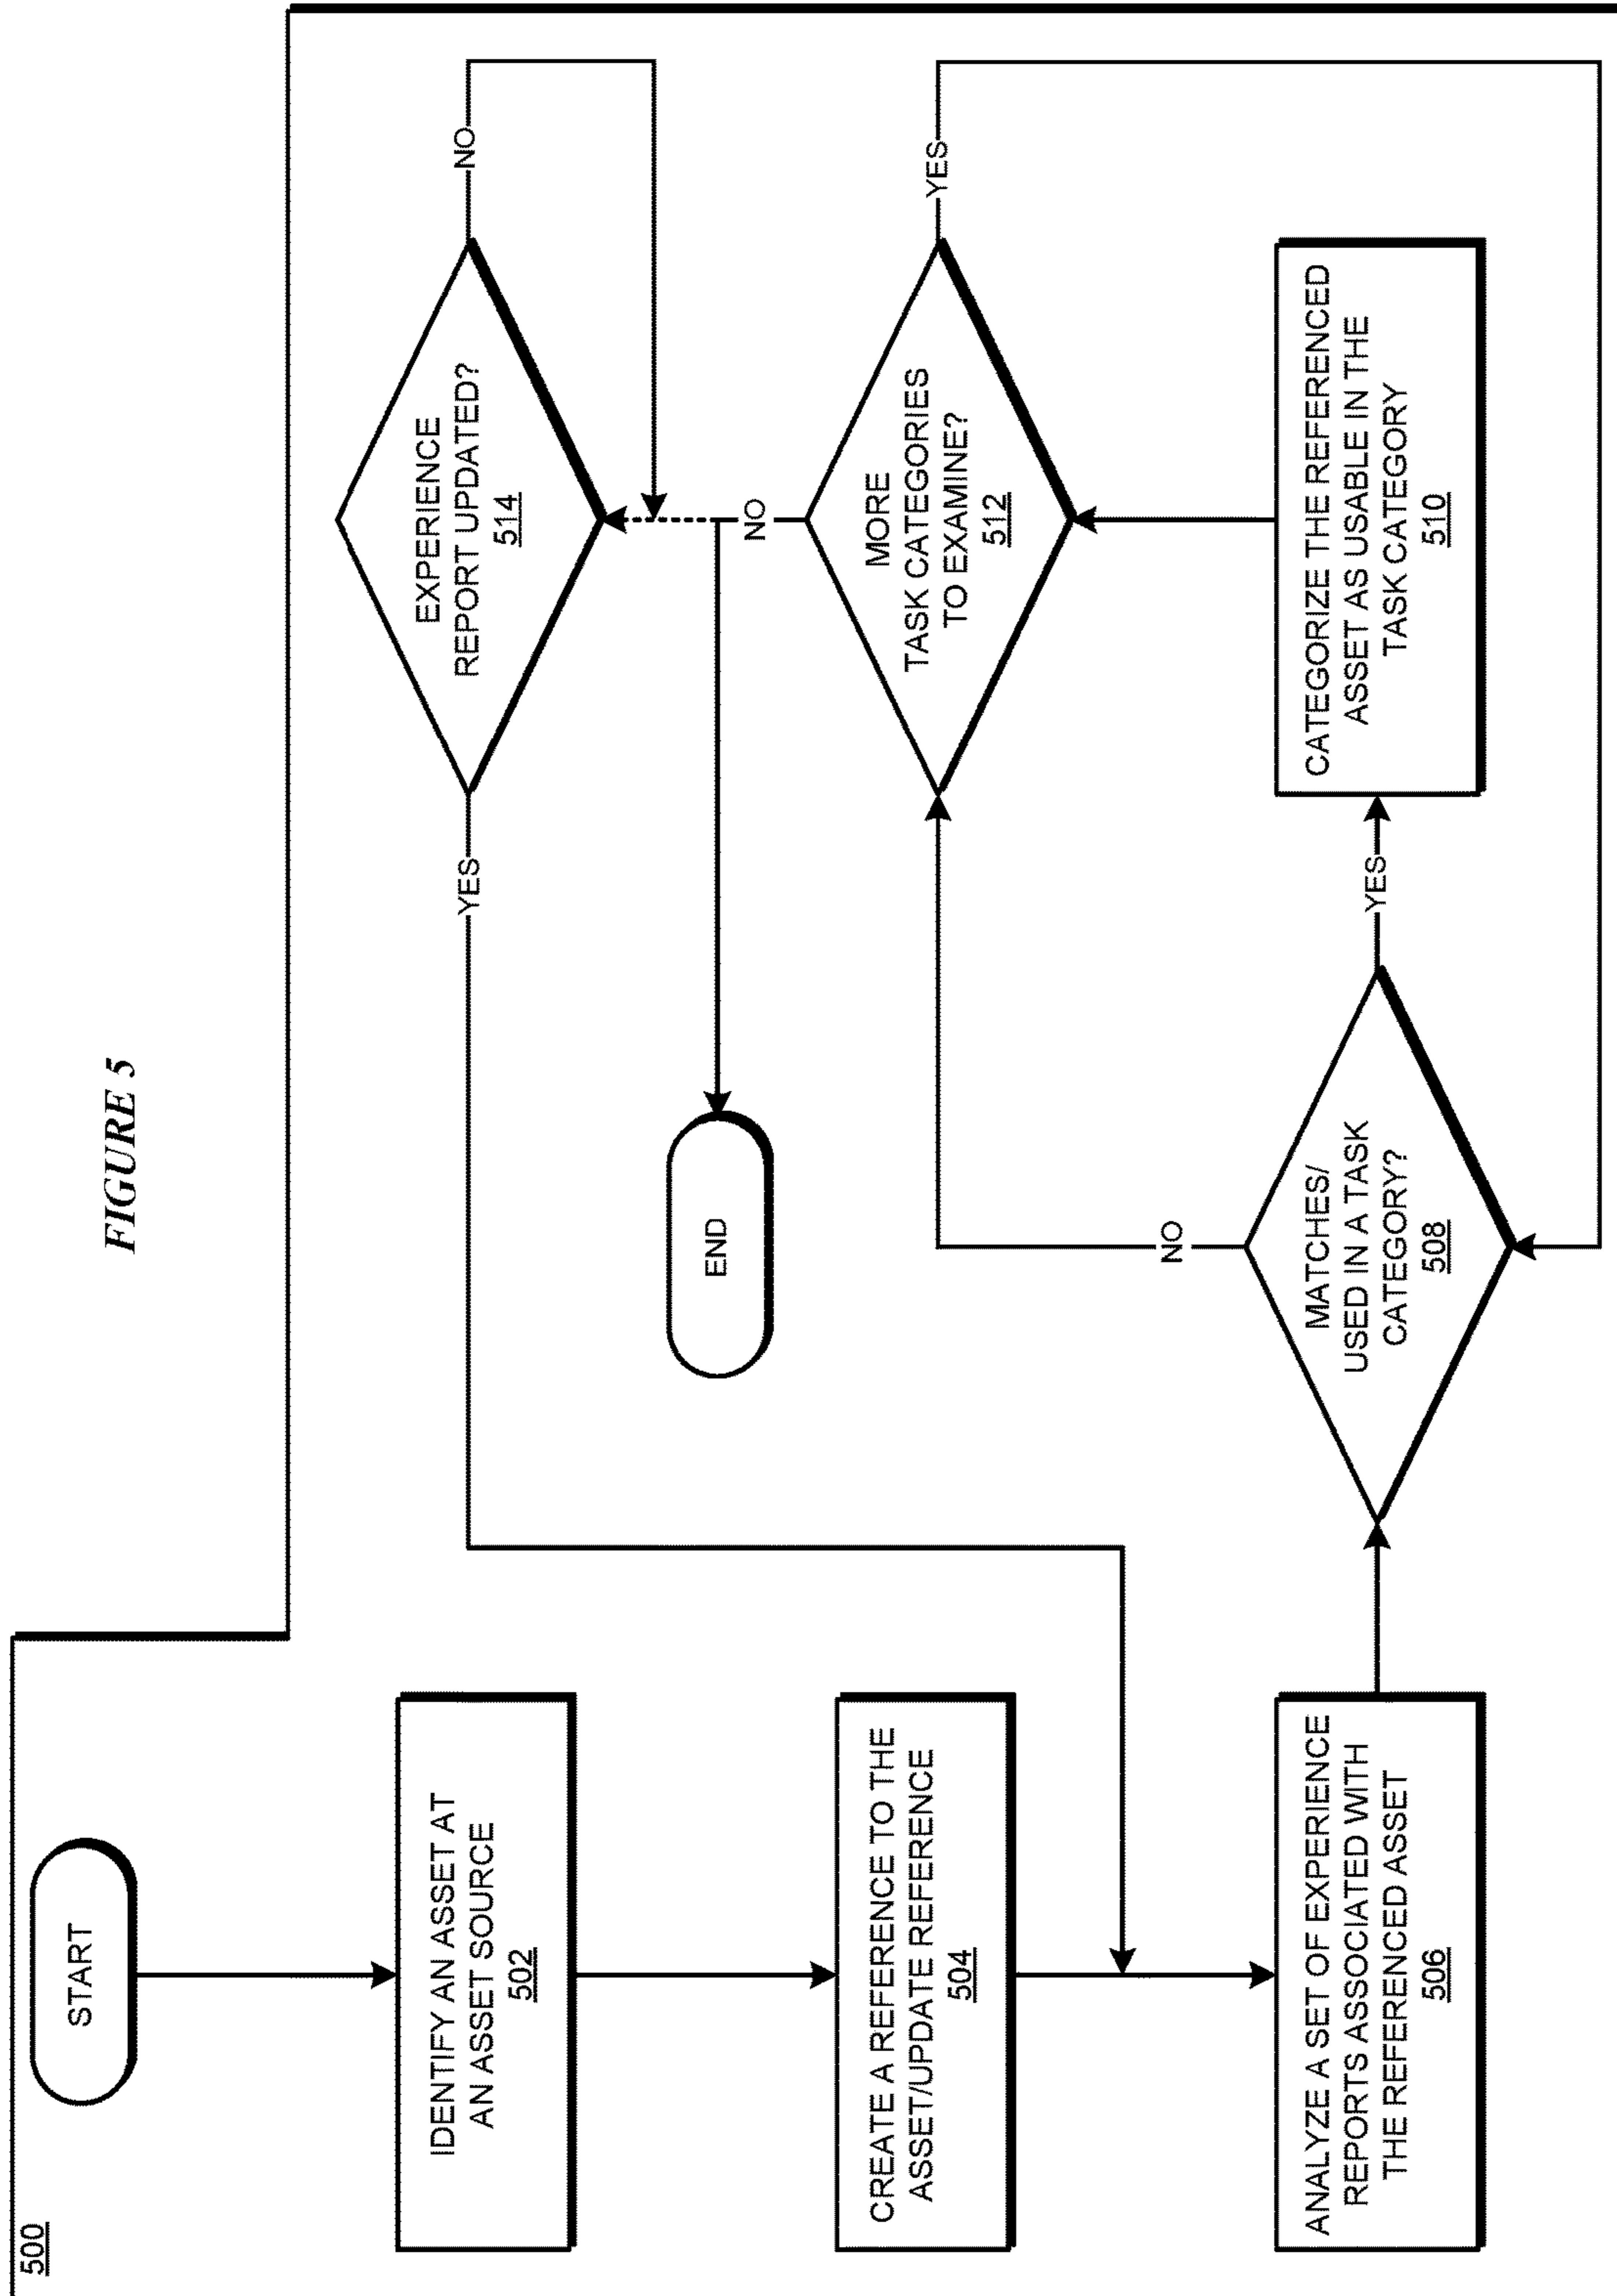 FIGURE 5
500
START
IDENTIFY AN ASSET AT
AN ASSET SOURCE
502
CREATE A REFERENCE TO THE
ASSET/UPDATE REFERENCE
504
ANALYZE A SET OF EXPERIENCE
REPORTS ASSOCIATED WITH
THE REFERENCED ASSET
506
MATCHES/
USED IN A TASK
CATEGORY?
508
NO
YES
CATEGORIZE THE REFERENCED
ASSET AS USABLE IN THE
TASK CATEGORY
510
MORE
TASK CATEGORIES
TO EXAMINE?
512
YES
NO
END
EXPERIENCE
REPORT UPDATED?
514
YES
NO